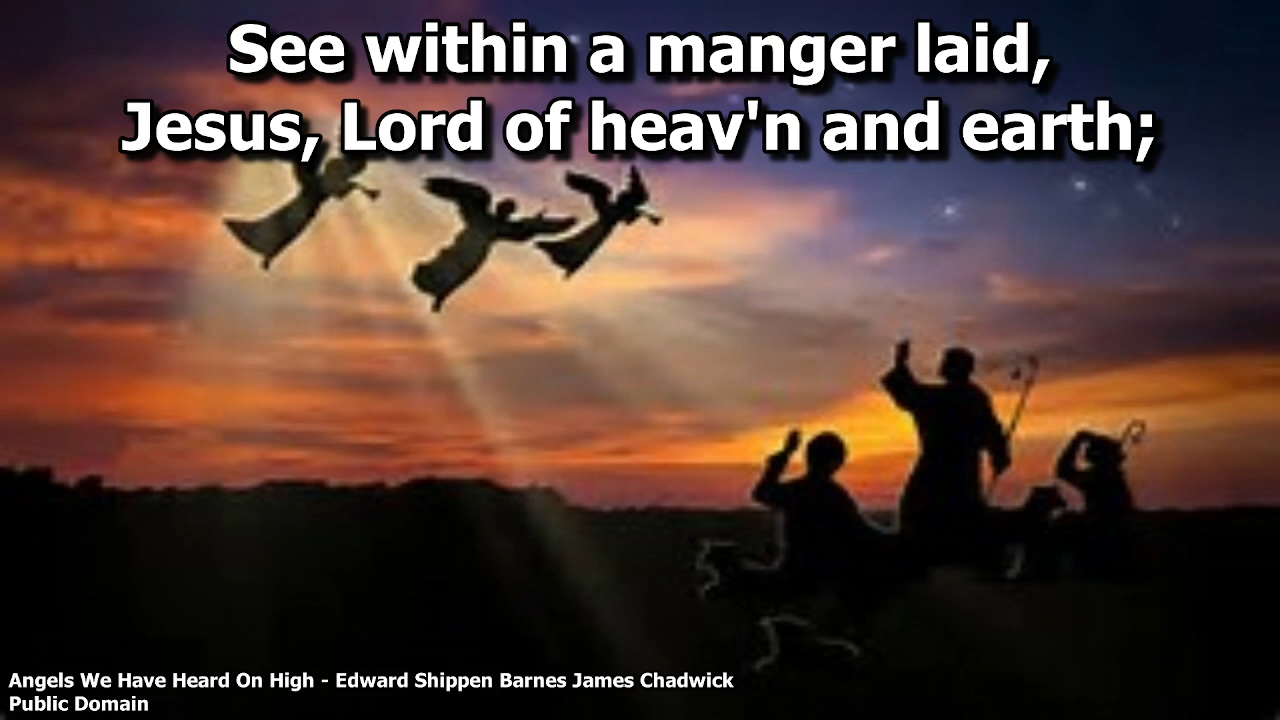 See within a manger laid,
Jesus, Lord of heav'n and earth;
Angels We Have Heard On High - Edward Shippen Barnes James Chadwick
Public Domain